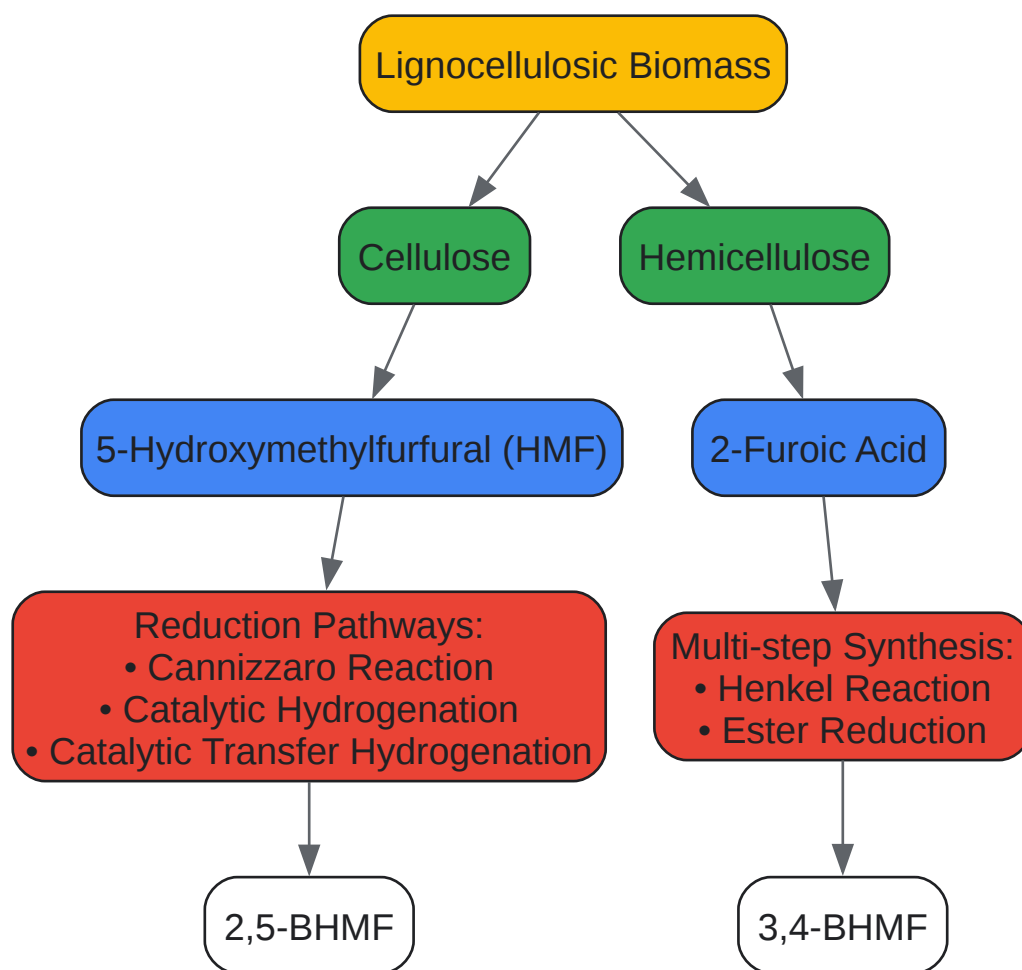 Lignocellulosic Biomass
Cellulose
Hemicellulose
5-Hydroxymethylfurfural (HMF)
2-Furoic Acid
Reduction Pathways:
• Cannizzaro Reaction
• Catalytic Hydrogenation
• Catalytic Transfer Hydrogenation
Multi-step Synthesis:
• Henkel Reaction
• Ester Reduction
2,5-BHMF
3,4-BHMF